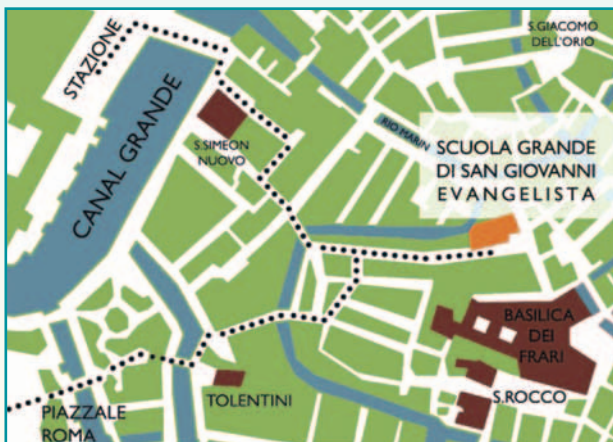 S.GIACOMO
DELL'ORIO
STAZIONE
CANAL GRANDE
RIO MARIN
S.SIMEON
NUOVO
SCUOLA GRANDE
DI SAN GIOVANNI
EVANGELISTA
BASILICA
DEI
FRARI
S.ROCCO
TOLENTINI
PIAZZALE
ROMA